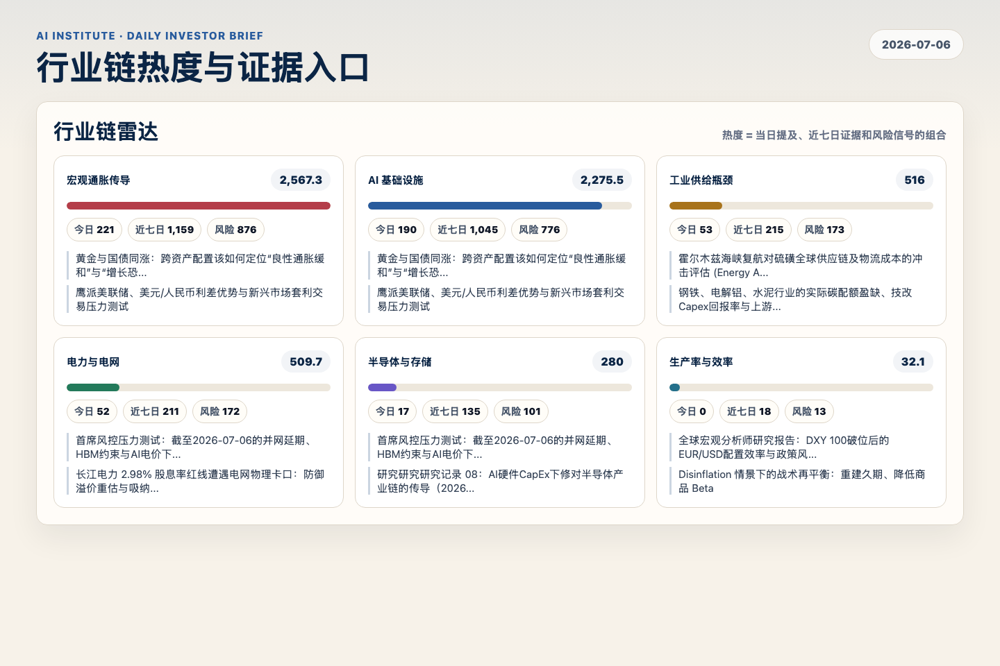 AI INSTITUTE · DAILY INVESTOR BRIEF
2026-07-06
行业链热度与证据入口
行业链雷达
热度 = 当日提及、近七日证据和风险信号的组合
宏观通胀传导
2,567.3
今日 221
近七日 1,159
风险 876
黄金与国债同涨：跨资产配置该如何定位“良性通胀缓
和”与“增长恐...
鹰派美联储、美元/人民币利差优势与新兴市场套利交
易压力测试
AI 基础设施
2,275.5
今日 190
近七日 1,045
风险 776
黄金与国债同涨：跨资产配置该如何定位“良性通胀缓
和”与“增长恐...
鹰派美联储、美元/人民币利差优势与新兴市场套利交
易压力测试
工业供给瓶颈
516
今日 53
近七日 215
风险 173
霍尔木兹海峡复航对硫磺全球供应链及物流成本的冲
击评估 (Energy A...
钢铁、电解铝、水泥行业的实际碳配额盈缺、技改
Capex回报率与上游...
电力与电网
509.7
今日 52
近七日 211
风险 172
首席风控压力测试：截至2026-07-06的并网延期、
HBM约束与AI电价下...
长江电力 2.98% 股息率红线遭遇电网物理卡口：防御
溢价重估与吸纳...
半导体与存储
280
今日 17
近七日 135
风险 101
首席风控压力测试：截至2026-07-06的并网延期、
HBM约束与AI电价下...
研究研究研究记录 08：AI硬件CapEx下修对半导体产
业链的传导（2026...
生产率与效率
32.1
今日 0
近七日 18
风险 13
全球宏观分析师研究报告：DXY 100破位后的
EUR/USD配置效率与政策风...
Disinflation 情景下的战术再平衡：重建久期、降低商
品 Beta